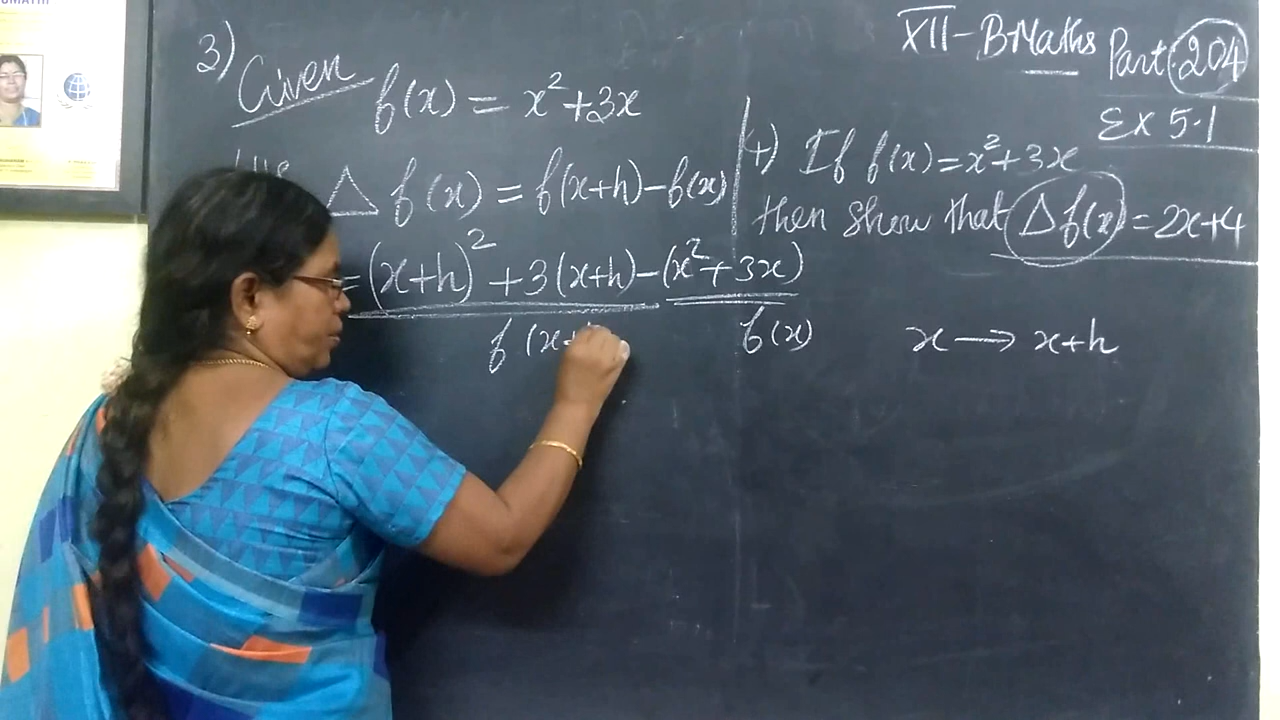 3) Given f(x) = x²+3x
△ f(x) = f(x+h)-f(x)
=(x+h)²+3(x+h)-(x²+3x)
f(x+
f(x)
XII-B.Maths Part 204
Ex 5.1
If f(x)=x²+3x
then show that △f(x)=2x+4
x → x+h